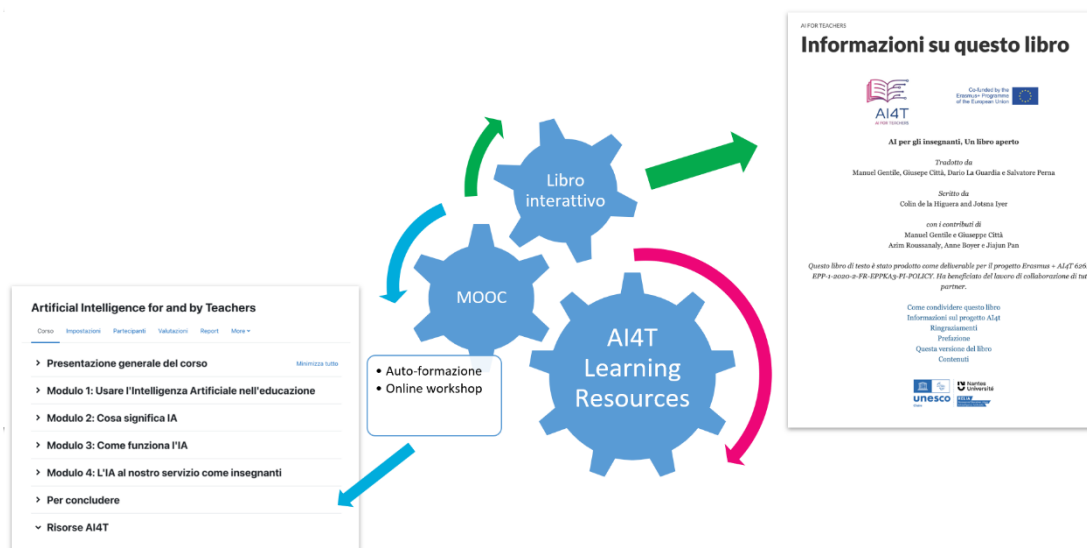 AI FOR TEACHERS
Informazioni su questo libro
AI4T
AI FOR TEACHERS
Co-funded by the
Erasmus+ Programme
of the European Union
AI per gli insegnanti, Un libro aperto
Tradotto da
Manuel Gentile, Giusepe Città, Dario La Guardia e Salvatore Perna
Scritto da
Colin de la Higuera and Jotsna Iyer
con i contributi di
Manuel Gentile e Giuseppe Città
Azim Roussanaly, Anne Boyer e Jiajun Pan
Questo libro di testo è stato prodotto come deliverable per il progetto Erasmus + AI4T 626
EPP-1-2020-2-FR-EPPKA3-PI-POLICY. Ha beneficiato del lavoro di collaborazione di tut
partner.
Come condividere questo libro
Informazioni sul progetto AI4t
Ringraziamenti
Prefazione
Questa versione del libro
Contenuti
unesco
Nantes
Université
Libro
interattivo
MOOC
AI4T
Learning
Resources
• Auto-formazione
• Online workshop
Artificial Intelligence for and by Teachers
Corso Impostazioni Partecipanti Valutazioni Report More
Presentazione generale del corso Minimizza tutto
Modulo 1: Usare l'Intelligenza Artificiale nell'educazione
Modulo 2: Cosa significa IA
Modulo 3: Come funziona l'IA
Modulo 4: L'IA al nostro servizio come insegnanti
Per concludere
Risorse AI4T